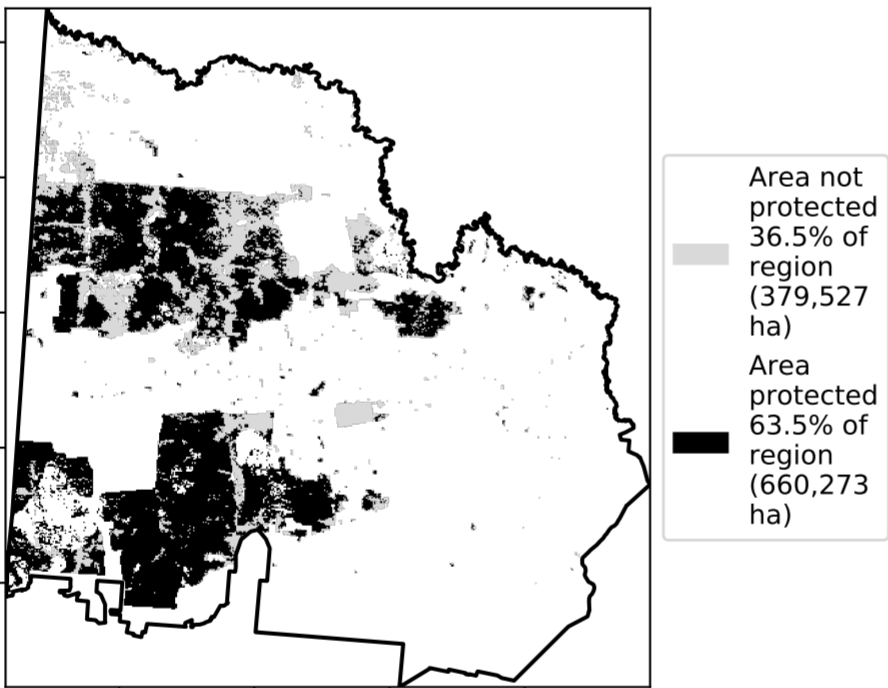 Area not
protected
36.5% of
region
(379,527
ha)
Area
protected
63.5% of
region
(660,273
ha)